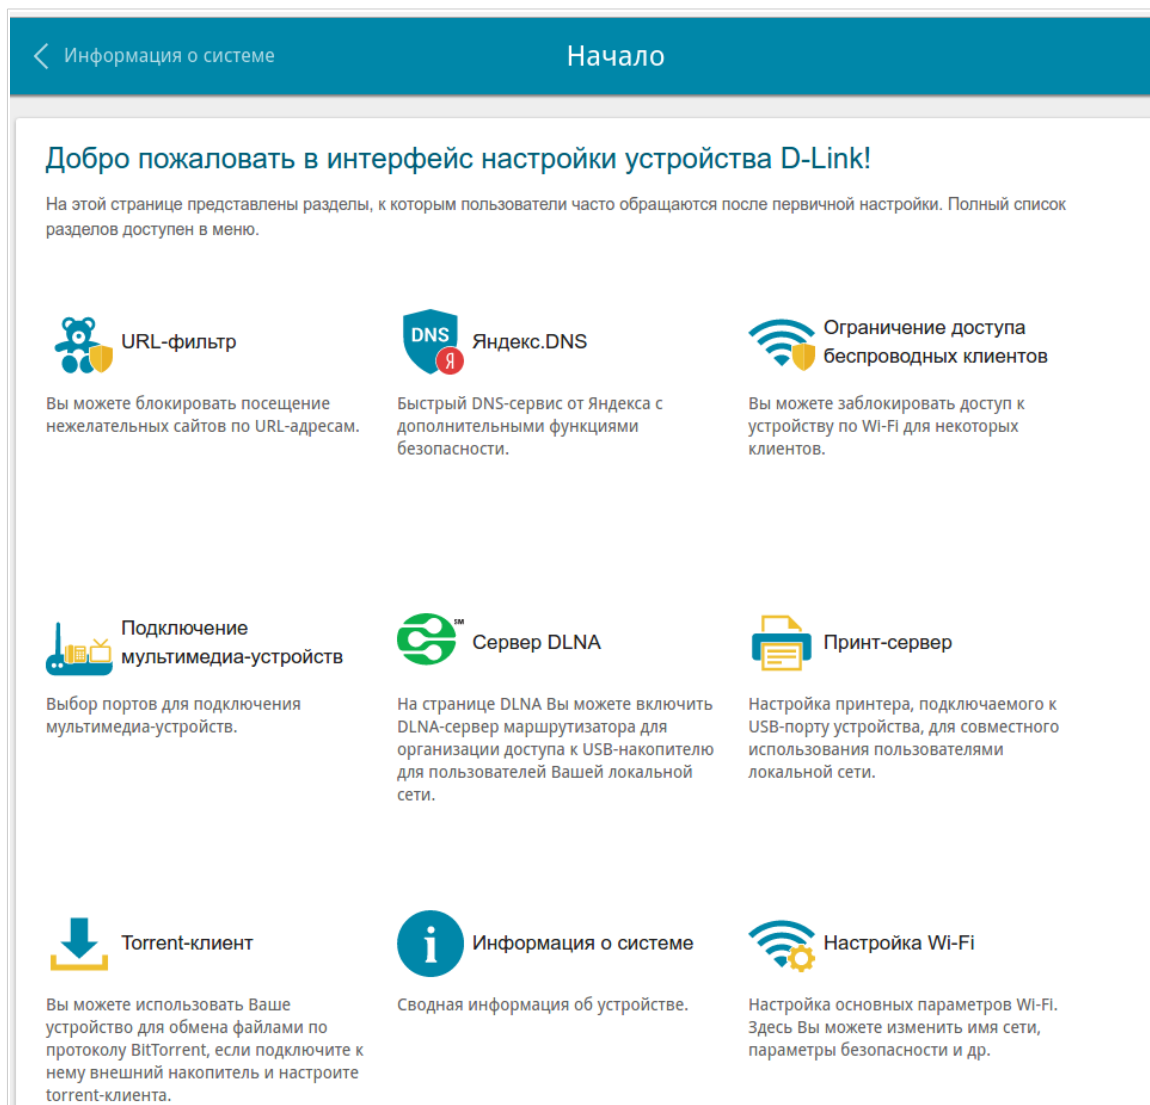 Информация о системе
Начало
Добро пожаловать в интерфейс настройки устройства D-Link!
На этой странице представлены разделы, к которым пользователи часто обращаются после первичной настройки. Полный список
разделов доступен в меню.
URL-фильтр
Вы можете блокировать посещение
нежелательных сайтов по URL-адресам.
DNS
Я
Яндекс.DNS
Быстрый DNS-сервис от Яндекса с
дополнительными функциями
безопасности.
Ограничение доступа
беспроводных клиентов
Вы можете заблокировать доступ к
устройству по Wi-Fi для некоторых
клиентов.
Подключение
мультимедиа-устройств
Выбор портов для подключения
мультимедиа-устройств.
SM
Сервер DLNA
На странице DLNA Вы можете включить
DLNA-сервер маршрутизатора для
организации доступа к USB-накопителю
для пользователей Вашей локальной
сети.
Принт-сервер
Настройка принтера, подключаемого к
USB-порту устройства, для совместного
использования пользователями
локальной сети.
Torrent-клиент
Вы можете использовать Ваше
устройство для обмена файлами по
протоколу BitTorrent, если подключите к
нему внешний накопитель и настроите
torrent-клиента.
i
Информация о системе
Сводная информация об устройстве.
Настройка Wi-Fi
Настройка основных параметров Wi-Fi.
Здесь Вы можете изменить имя сети,
параметры безопасности и др.